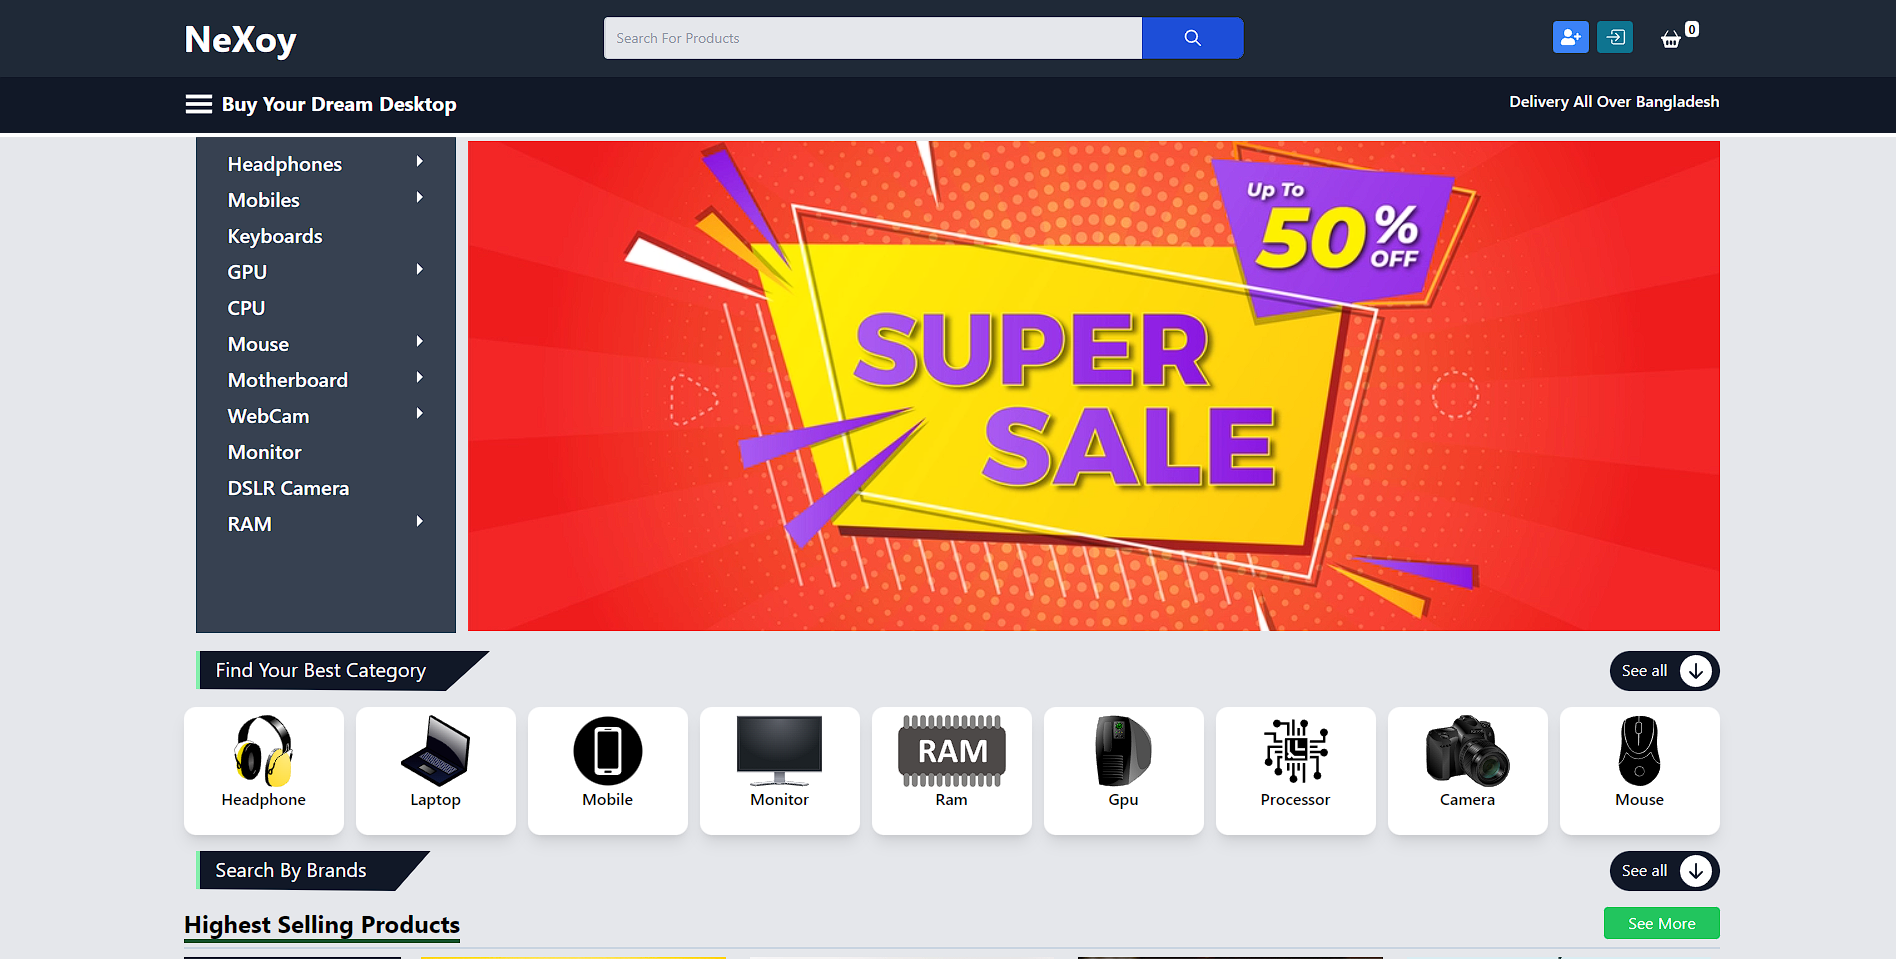 NeXoy
Search For Products
0
Buy Your Dream Desktop
Delivery All Over Bangladesh
Headphones
Mobiles
Keyboards
GPU
CPU
Mouse
Motherboard
WebCam
Monitor
DSLR Camera
RAM
Up To
50%
OFF
SUPER
SALE
Find Your Best Category
See all
RAM
Headphone
Laptop
Mobile
Monitor
Ram
Gpu
Processor
Camera
Mouse
Search By Brands
See all
Highest Selling Products
See More